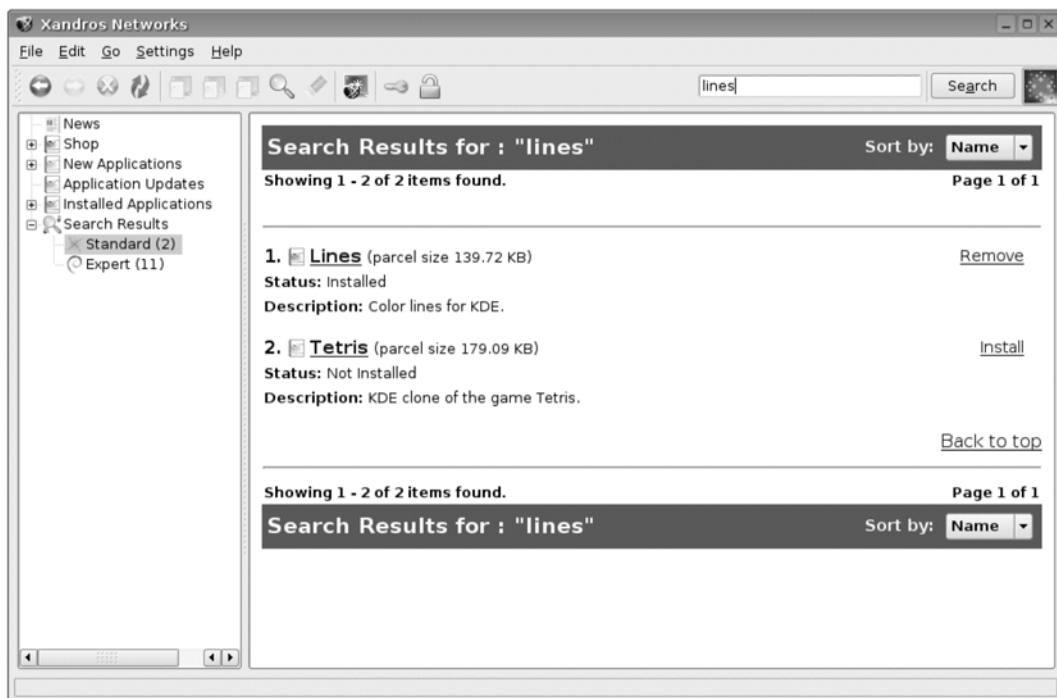 Xandros Networks
File Edit Go Settings Help
lines Search
News
Shop
New Applications
Application Updates
Installed Applications
Search Results
Standard (2)
Expert (11)
Search Results for : "lines" Sort by: Name
Showing 1 - 2 of 2 items found. Page 1 of 1
1. Lines (parcel size 139.72 KB) Remove
Status: Installed
Description: Color lines for KDE.
2. Tetris (parcel size 179.09 KB) Install
Status: Not Installed
Description: KDE clone of the game Tetris.
Back to top
Showing 1 - 2 of 2 items found. Page 1 of 1
Search Results for : "lines" Sort by: Name